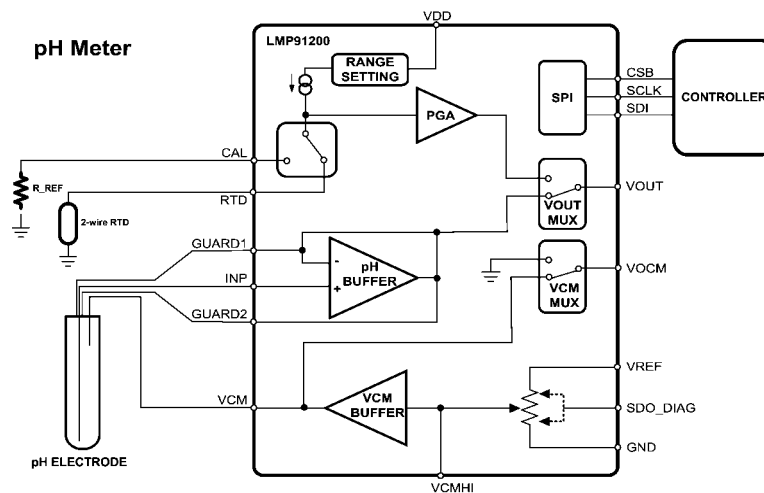 VDD
pH Meter
LMP91200
RANGE
SETTING
CSB
SCLK
SDI
SPI
CONTROLLER
PGA
CAL
R_REF
RTD
2-wire RTD
VOUT
VOUT
MUX
GUARD1
INP
GUARD2
-
+
pH
BUFFER
VOCM
VCM
MUX
VREF
VCM
VCM
BUFFER
SDO_DIAG
GND
pH ELECTRODE
VCMHI